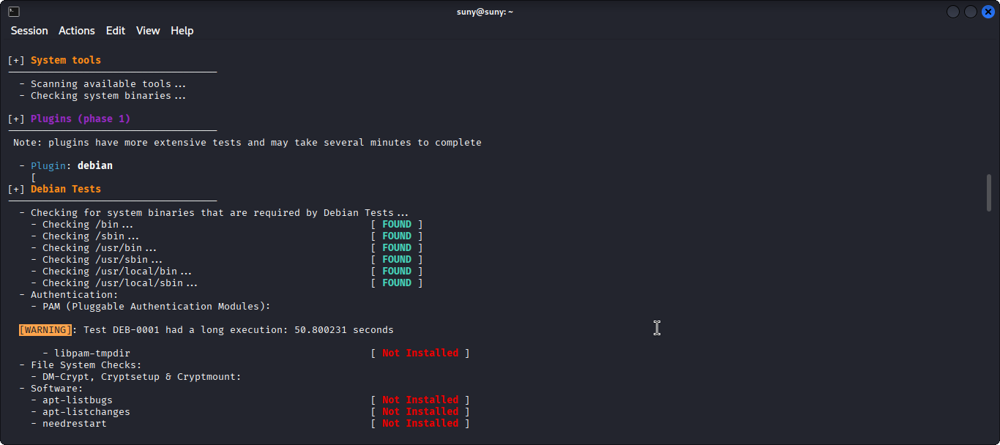 suny@suny: ~
Session Actions Edit View Help
[+] System tools
- Scanning available tools...
- Checking system binaries...
[+] Plugins (phase 1)
Note: plugins have more extensive tests and may take several minutes to complete
- Plugin: debian
[
[+] Debian Tests
- Checking for system binaries that are required by Debian Tests...
- Checking /bin... [ FOUND ]
- Checking /sbin... [ FOUND ]
- Checking /usr/bin... [ FOUND ]
- Checking /usr/sbin... [ FOUND ]
- Checking /usr/local/bin... [ FOUND ]
- Checking /usr/local/sbin... [ FOUND ]
- Authentication:
- PAM (Pluggable Authentication Modules):
[WARNING]: Test DEB-0001 had a long execution: 50.800231 seconds
- libpam-tmpdir [ Not Installed ]
- File System Checks:
- DM-Crypt, Cryptsetup & Cryptmount:
- Software:
- apt-listbugs [ Not Installed ]
- apt-listchanges [ Not Installed ]
- needrestart [ Not Installed ]